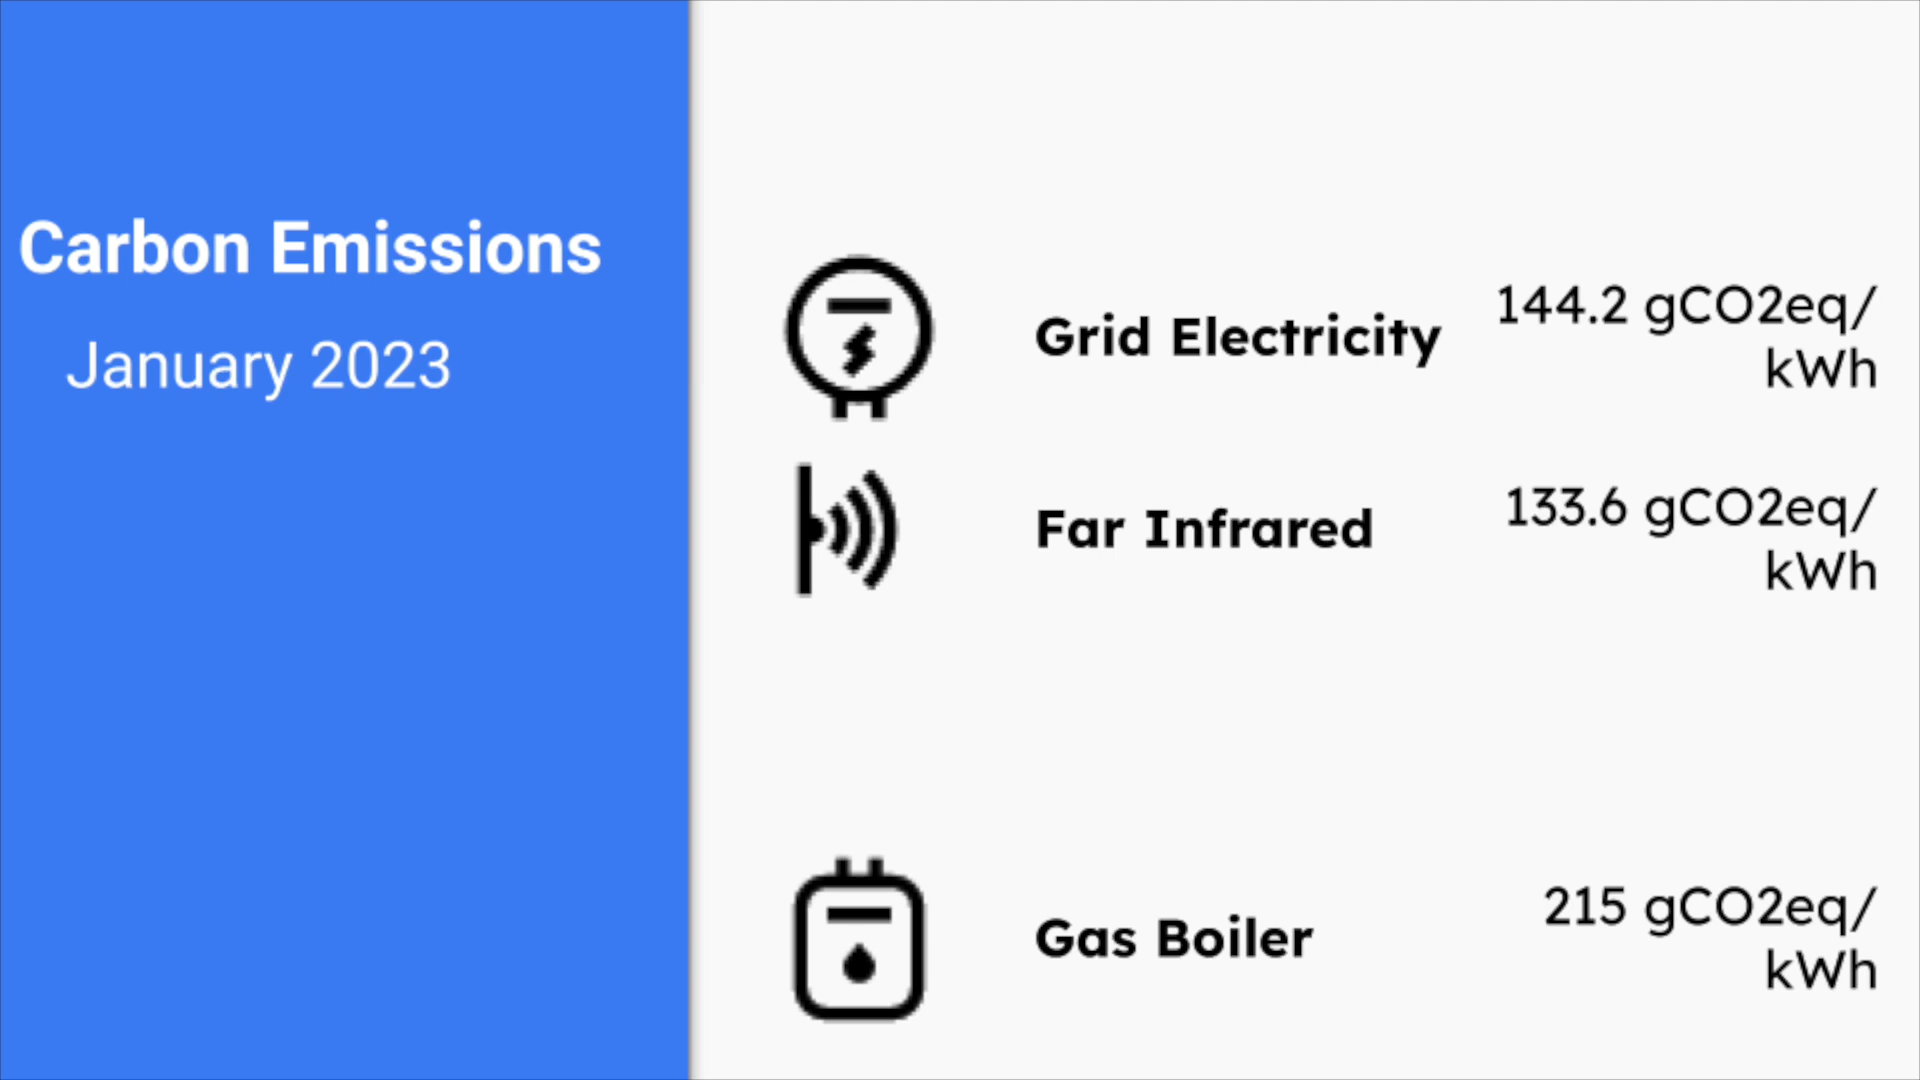 Carbon Emissions
January 2023
Grid Electricity
144.2 gCO2eq/
kWh
Far Infrared
133.6 gCO2eq/
kWh
Gas Boiler
215 gCO2eq/
kWh